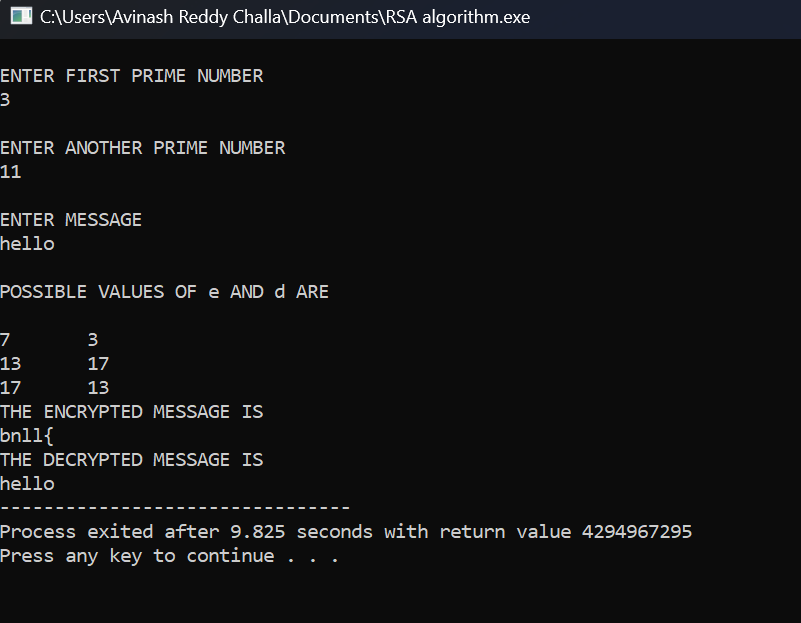 C:\Users\Avinash Reddy Challa\Documents\RSA algorithm.exe
ENTER FIRST PRIME NUMBER
3
ENTER ANOTHER PRIME NUMBER
11
ENTER MESSAGE
hello
POSSIBLE VALUES OF e AND d ARE
7 3
13 17
17 13
THE ENCRYPTED MESSAGE IS
bnll{
THE DECRYPTED MESSAGE IS
hello
--------------------------------
Process exited after 9.825 seconds with return value 4294967295
Press any key to continue . . .